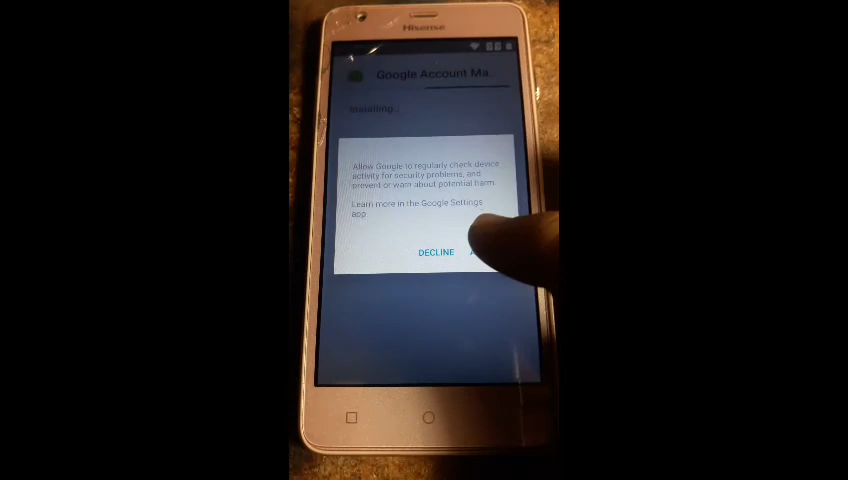 Hisense
Google Account Ma...
Installing...
Allow Google to regularly check device
activity for security problems, and
prevent or warn about potential harm.
Learn more in the Google Settings
app.
DECLINE